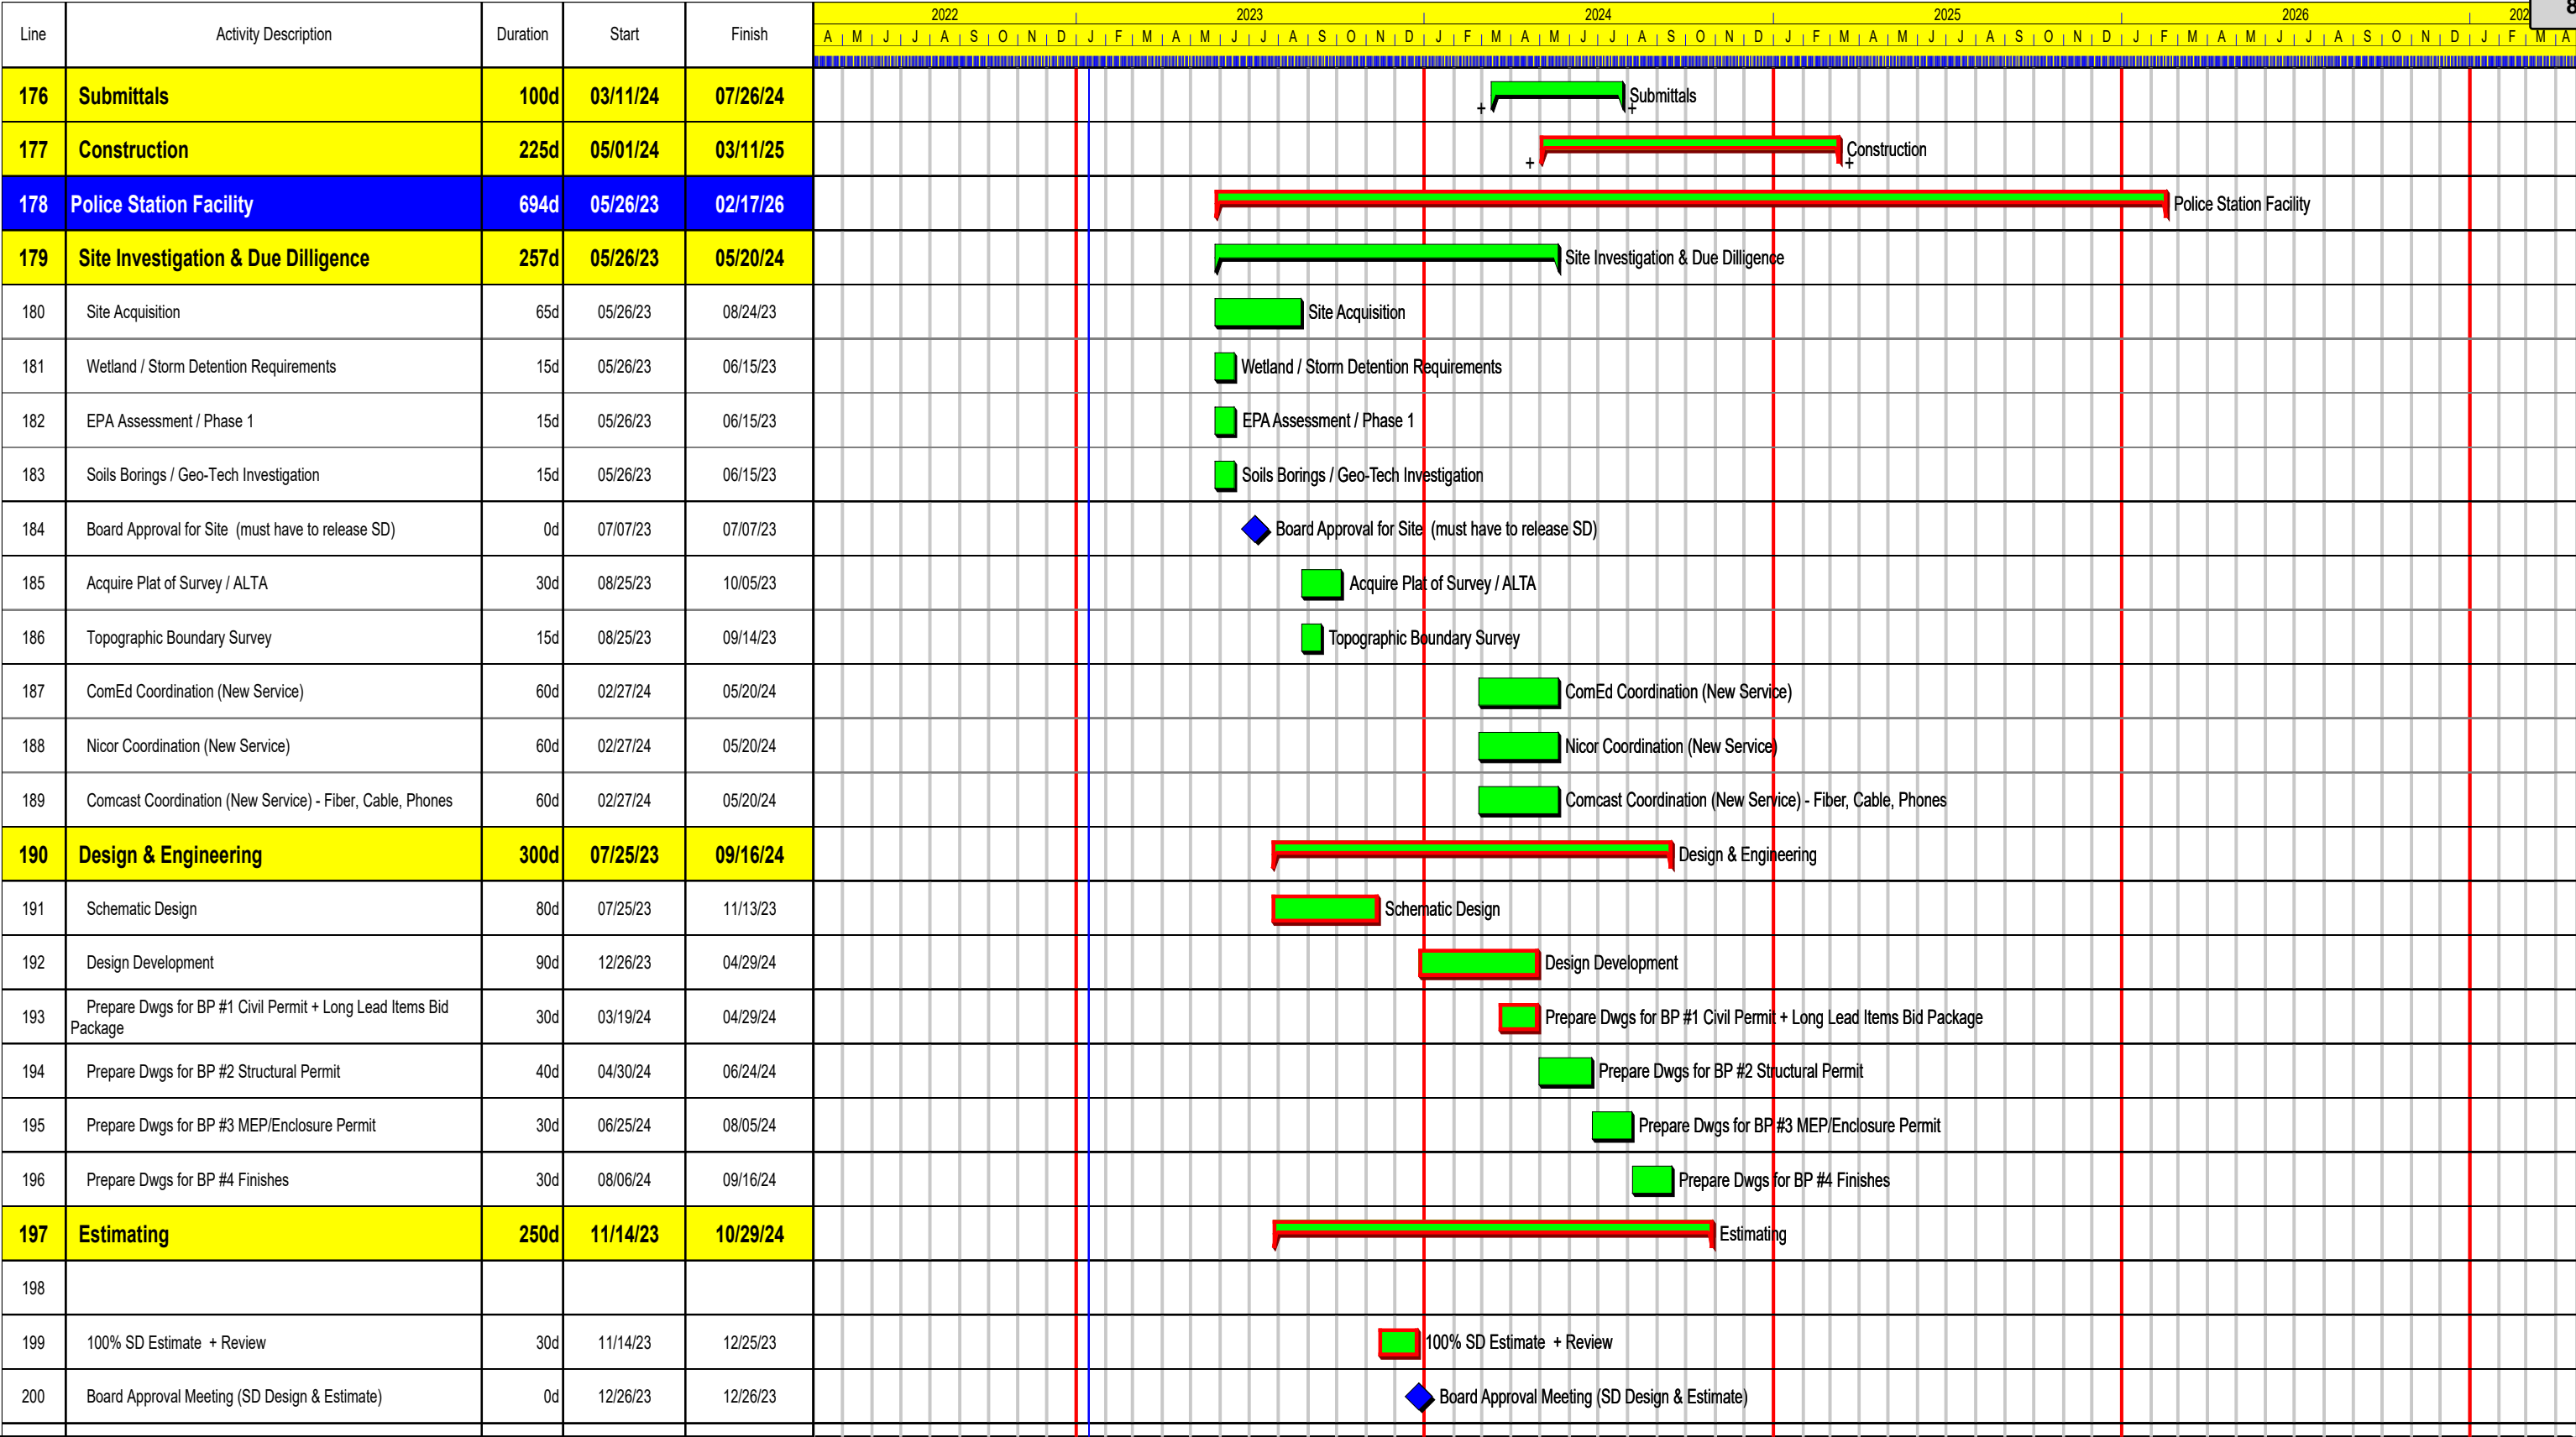 2022 2023 2024 2025 2026 202 8
Line Activity Description Duration Start Finish
A M J J A S O N D J F M A M J J A S O N D J F M A M J J A S O N D J F M A M J J A S O N D J F M A M J J A S O N D J F M A
176 Submittals 100d 03/11/24 07/26/24 + + Submittals
177 Construction 225d 05/01/24 03/11/25 + + Construction
178 Police Station Facility 694d 05/26/23 02/17/26 Police Station Facility
179 Site Investigation & Due Dilligence 257d 05/26/23 05/20/24 Site Investigation & Due Dilligence
180 Site Acquisition 65d 05/26/23 08/24/23 Site Acquisition
181 Wetland / Storm Detention Requirements 15d 05/26/23 06/15/23 Wetland / Storm Detention Requirements
182 EPA Assessment / Phase 1 15d 05/26/23 06/15/23 EPA Assessment / Phase 1
183 Soils Borings / Geo-Tech Investigation 15d 05/26/23 06/15/23 Soils Borings / Geo-Tech Investigation
184 Board Approval for Site (must have to release SD) 0d 07/07/23 07/07/23 Board Approval for Site (must have to release SD)
185 Acquire Plat of Survey / ALTA 30d 08/25/23 10/05/23 Acquire Plat of Survey / ALTA
186 Topographic Boundary Survey 15d 08/25/23 09/14/23 Topographic Boundary Survey
187 ComEd Coordination (New Service) 60d 02/27/24 05/20/24 ComEd Coordination (New Service)
188 Nicor Coordination (New Service) 60d 02/27/24 05/20/24 Nicor Coordination (New Service)
189 Comcast Coordination (New Service) - Fiber, Cable, Phones 60d 02/27/24 05/20/24 Comcast Coordination (New Service) - Fiber, Cable, Phones
190 Design & Engineering 300d 07/25/23 09/16/24 Design & Engineering
191 Schematic Design 80d 07/25/23 11/13/23 Schematic Design
192 Design Development 90d 12/26/23 04/29/24 Design Development
193 Prepare Dwgs for BP #1 Civil Permit + Long Lead Items Bid
Package 30d 03/19/24 04/29/24 Prepare Dwgs for BP #1 Civil Permit + Long Lead Items Bid Package
194 Prepare Dwgs for BP #2 Structural Permit 40d 04/30/24 06/24/24 Prepare Dwgs for BP #2 Structural Permit
195 Prepare Dwgs for BP #3 MEP/Enclosure Permit 30d 06/25/24 08/05/24 Prepare Dwgs for BP #3 MEP/Enclosure Permit
196 Prepare Dwgs for BP #4 Finishes 30d 08/06/24 09/16/24 Prepare Dwgs for BP #4 Finishes
197 Estimating 250d 11/14/23 10/29/24 Estimating
198
199 100% SD Estimate + Review 30d 11/14/23 12/25/23 100% SD Estimate + Review
200 Board Approval Meeting (SD Design & Estimate) 0d 12/26/23 12/26/23 Board Approval Meeting (SD Design & Estimate)